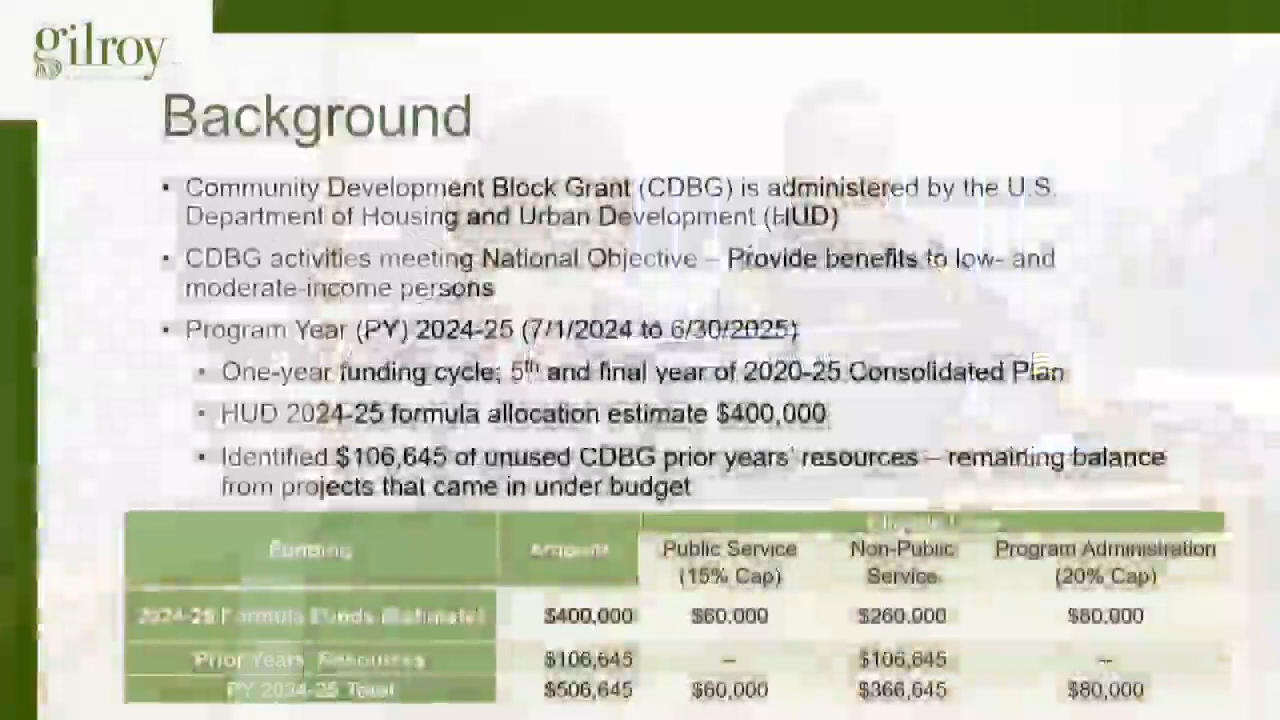 gilroy
Background
• Community Development Block Grant (CDBG) is administered by the U.S.
Department of Housing and Urban Development (HUD)
• CDBG activities meeting National Objective – Provide benefits to low- and
moderate-income persons
• Program Year (PY) 2024-25 (7/1/2024 to 6/30/2025)
• One-year funding cycle; 5th and final year of 2020-25 Consolidated Plan
• HUD 2024-25 formula allocation estimate $400,000
• Identified $106,645 of unused CDBG prior years' resources – remaining balance
from projects that came in under budget
Funding Amount Public Service Non-Public Program Administration
(15% Cap) Service (20% Cap)
2024-25 Formula Funds (Estimate) $400,000 $60,000 $260,000 $80,000
Prior Years' Resources $106,645 – $106,645 –
PY 2024-25 Total $506,645 $60,000 $366,645 $80,000